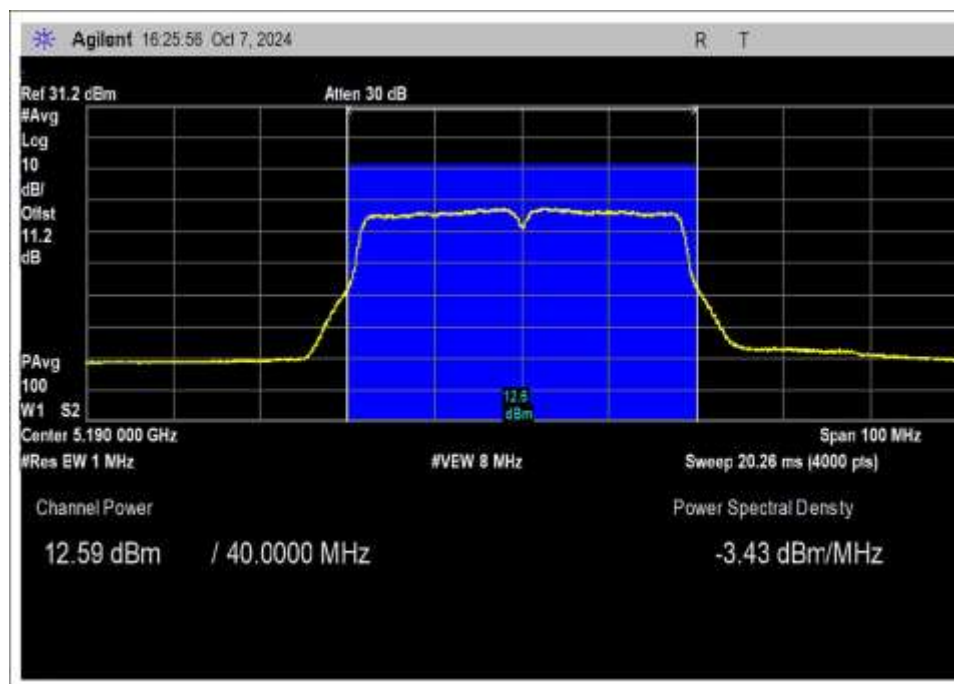 Agilent 16:25:56 Oct 7, 2024 R T
Ref 31.2 dBm Atten 30 dB
#Avg
Log
10
dB/
Offst
11.2
dB
PAvg
100
W1 S2
12.6
dBm
Center 5.190 000 GHz Span 100 MHz
#Res BW 1 MHz #VBW 8 MHz Sweep 20.26 ms (4000 pts)
Channel Power Power Spectral Density
12.59 dBm / 40.0000 MHz -3.43 dBm/MHz